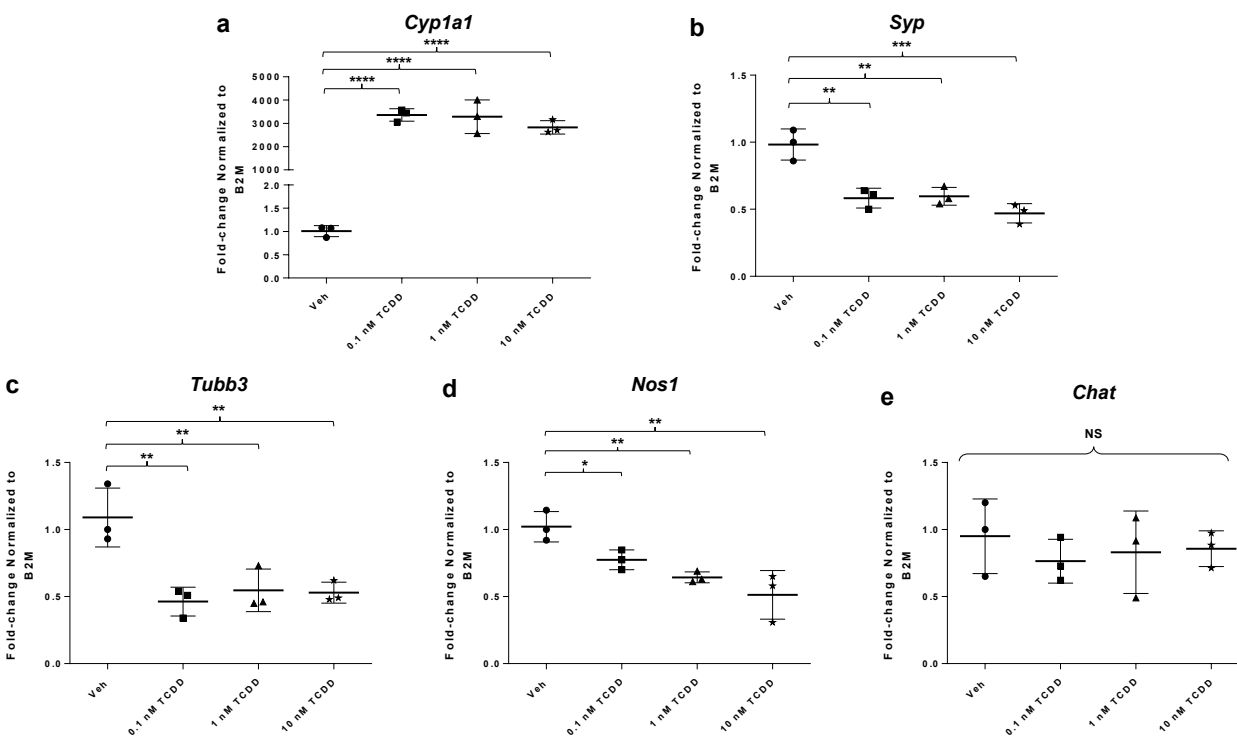 a
Cyp1a1
****
****
****
Fold-change Normalized to
B2M
5000
4000
3000
2000
1000
2.0
1.5
1.0
0.5
0.0
Veh
0.1 nM TCDD
1 nM TCDD
10 nM TCDD
b
Syp
***
**
**
Fold-change Normalized to
B2M
1.5
1.0
0.5
0.0
Veh
0.1 nM TCDD
1 nM TCDD
10 nM TCDD
c
Tubb3
**
**
**
Fold-change Normalized to
B2M
1.5
1.0
0.5
0.0
Veh
0.1 nM TCDD
1 nM TCDD
10 nM TCDD
d
Nos1
**
**
*
Fold-change Normalized to
B2M
1.5
1.0
0.5
0.0
Veh
0.1 nM TCDD
1 nM TCDD
10 nM TCDD
e
Chat
NS
Fold-change Normalized to
B2M
1.5
1.0
0.5
0.0
Veh
0.1 nM TCDD
1 nM TCDD
10 nM TCDD